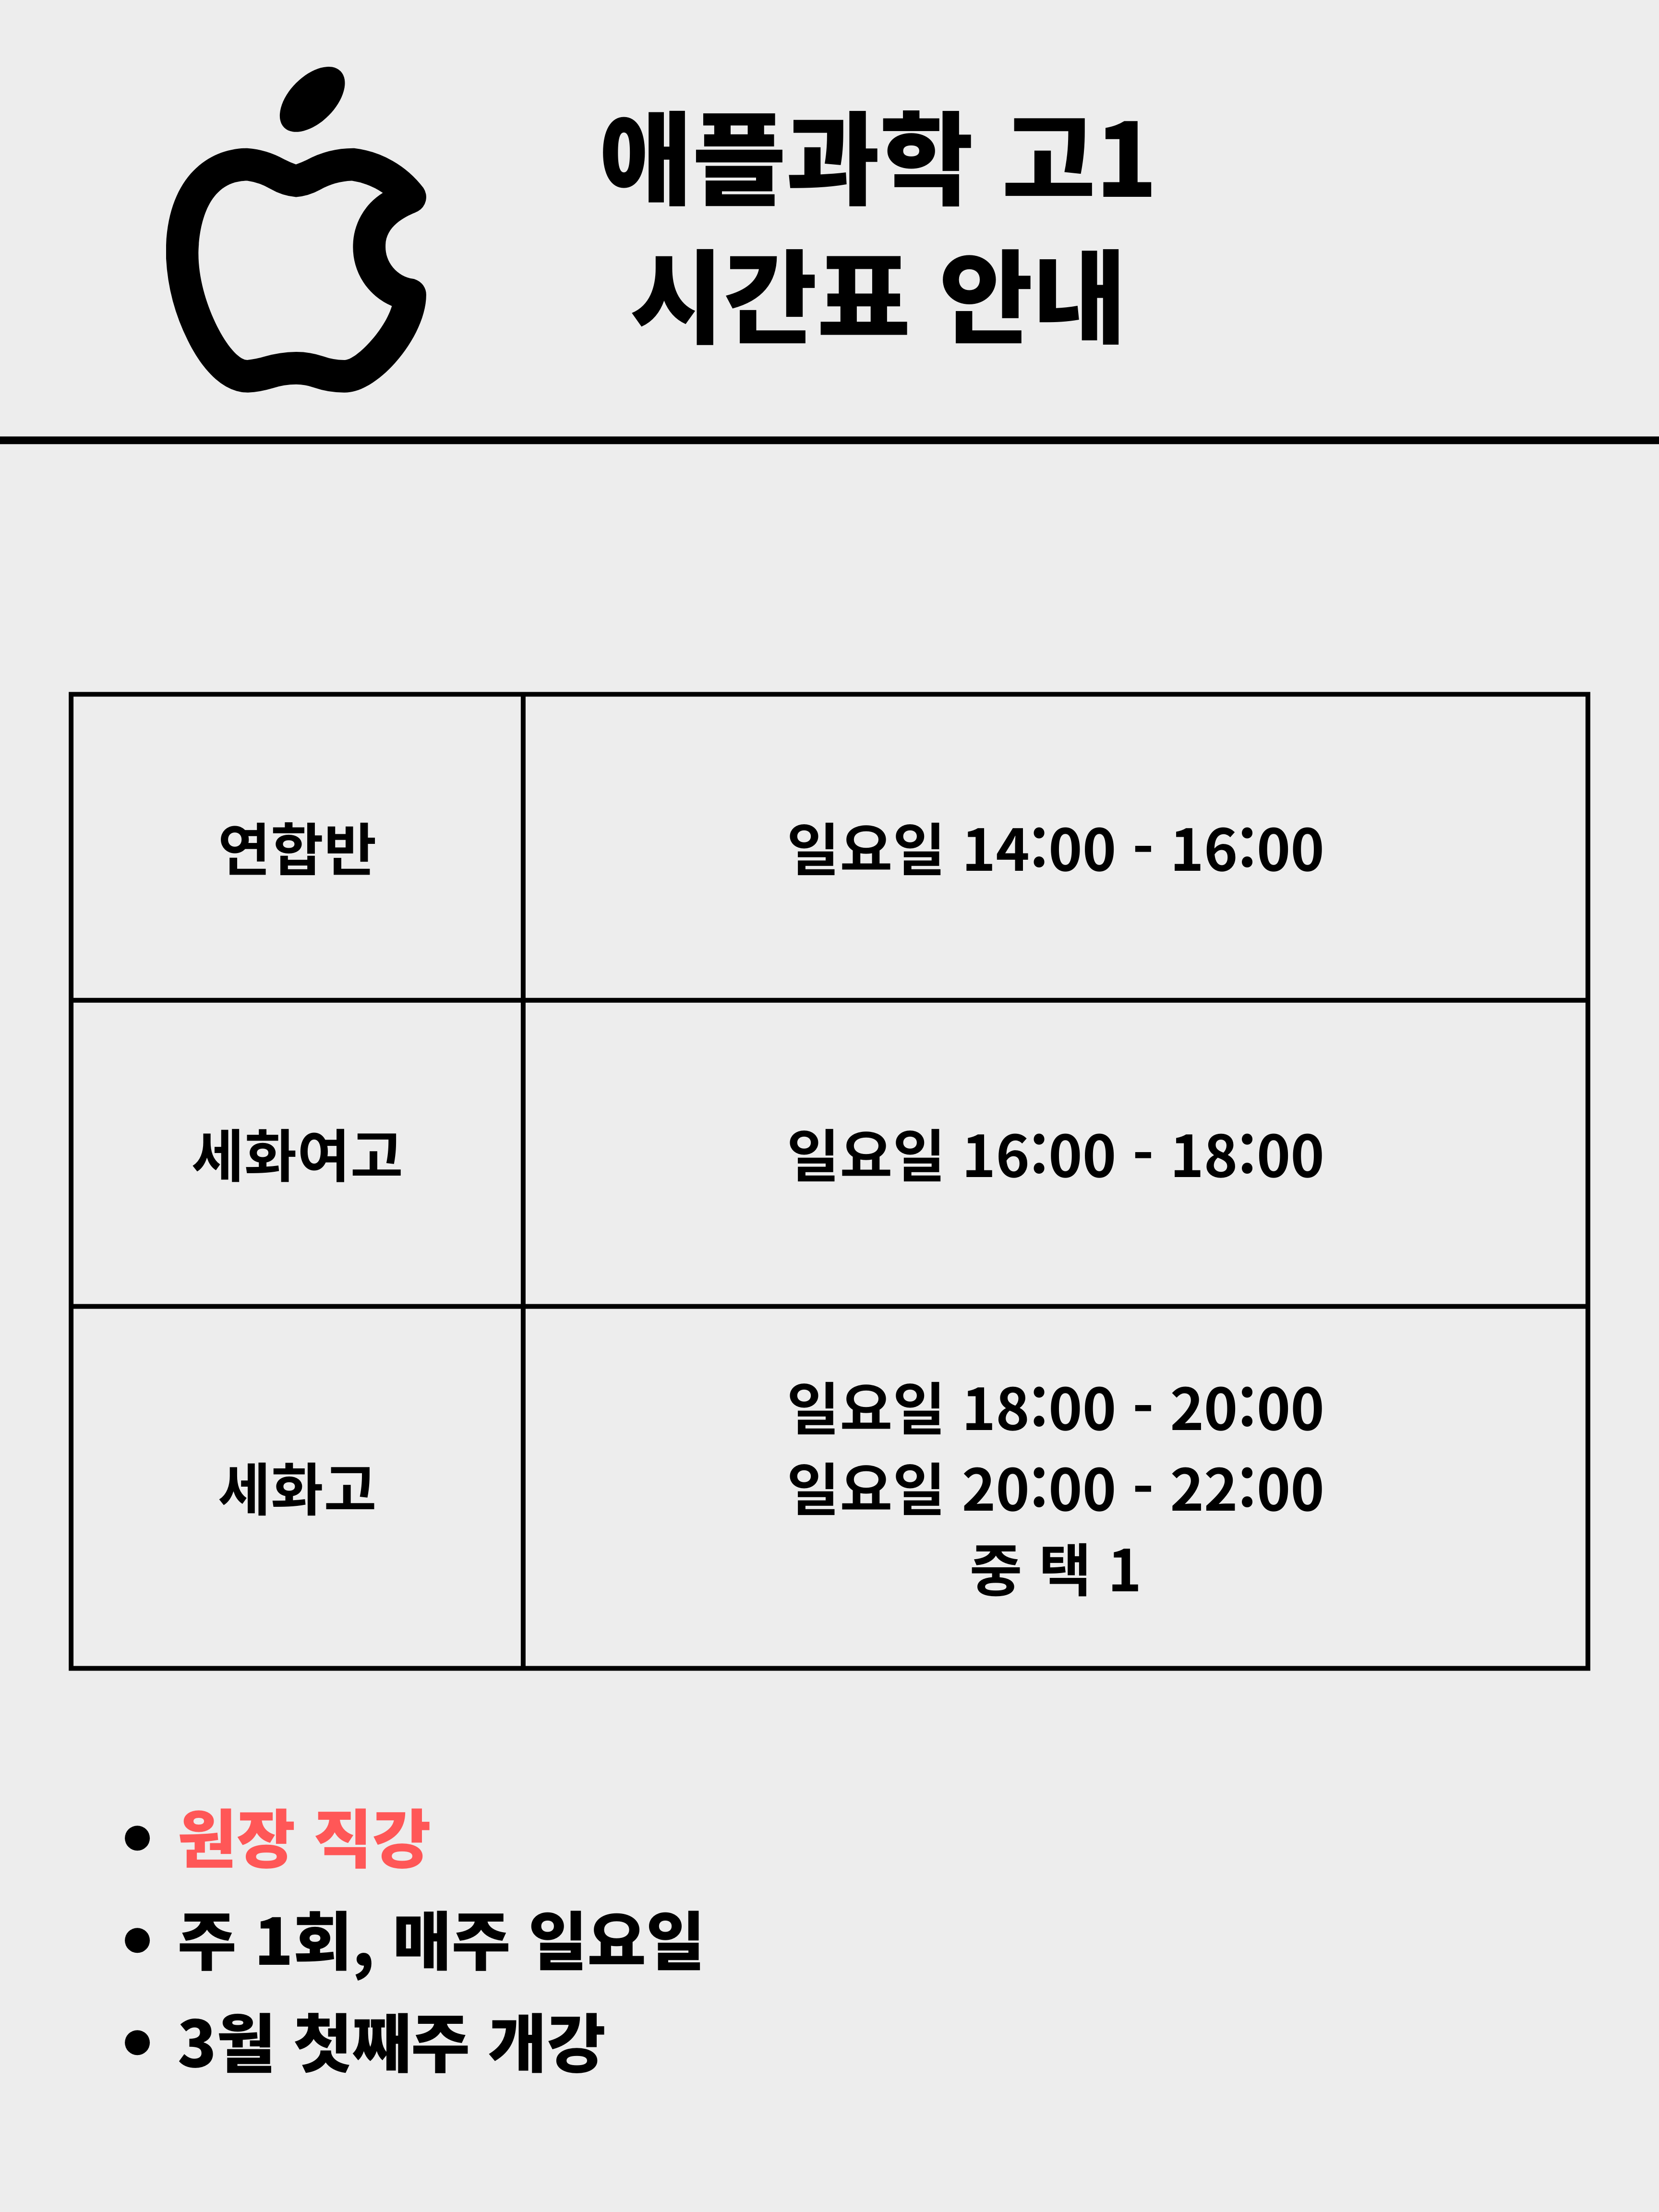 애플과학 고1
시간표 안내
연합반
일요일 14:00 - 16:00
세화여고
일요일 16:00 - 18:00
세화고
일요일 18:00 - 20:00
일요일 20:00 - 22:00
중 택 1
• 원장 직강
• 주 1회, 매주 일요일
• 3월 첫째주 개강